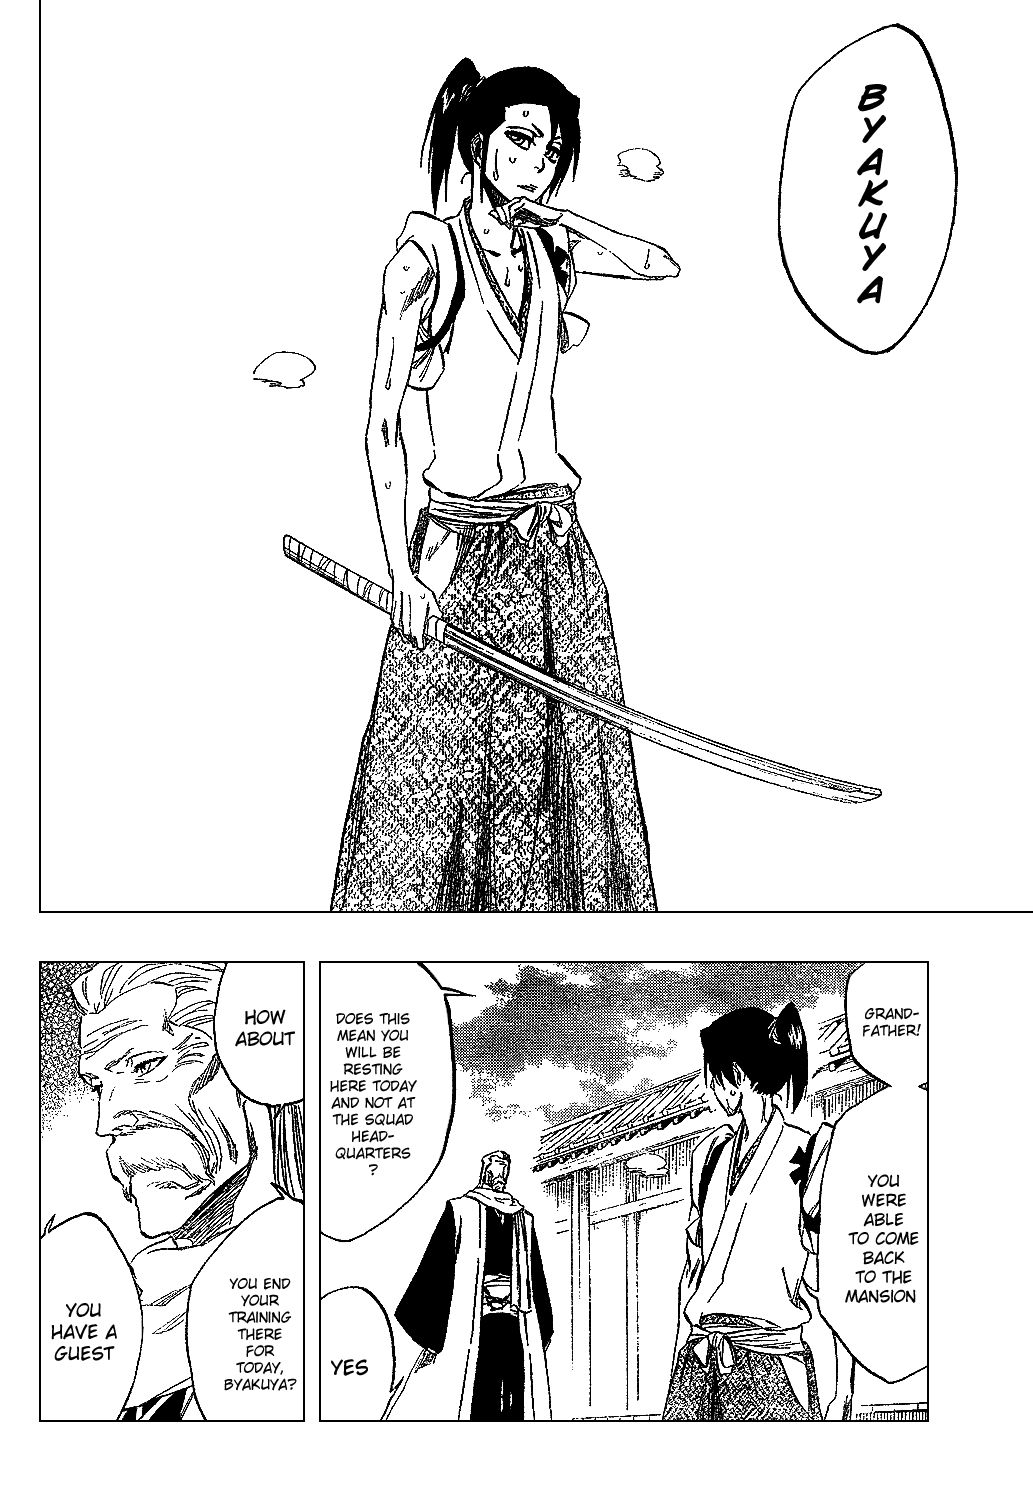 BYAKUYA
GRAND-
FATHER!
YOU
WERE
ABLE
TO COME
BACK
TO THE
MANSION
DOES THIS
MEAN YOU
WILL BE
RESTING
HERE TODAY
AND NOT AT
THE SQUAD
HEAD-
QUARTERS
?
YES
HOW
ABOUT
YOU END
YOUR
TRAINING
THERE
FOR
TODAY,
BYAKUYA?
YOU
HAVE A
GUEST